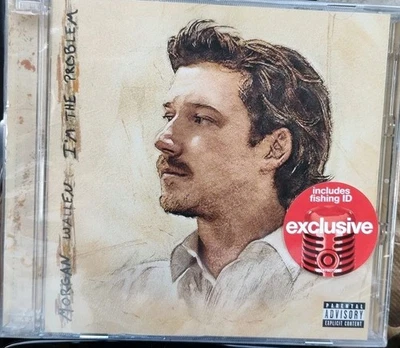 MORGAN WALLEN I'M THE PROBLEM
includes
fishing ID
exclusive
PARENTAL
ADVISORY
EXPLICIT CONTENT